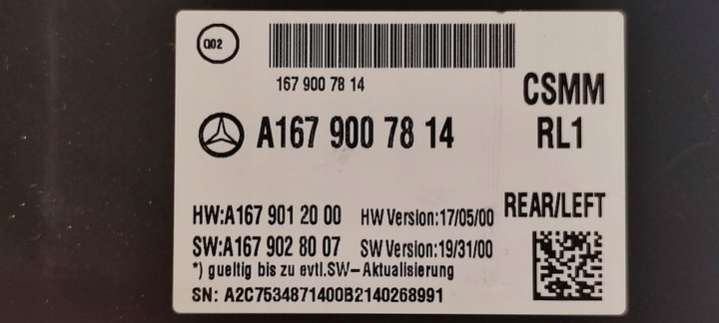 Q02
167 900 78 14
CSMM
A167 900 78 14
RL1
HW:A167 901 20 00 HW Version:17/05/00
REAR/LEFT
SW:A167 902 80 07 SW Version:19/31/00
*) gueltig bis zu evtl.SW-Aktualisierung
SN: A2C7534871400B2140268991